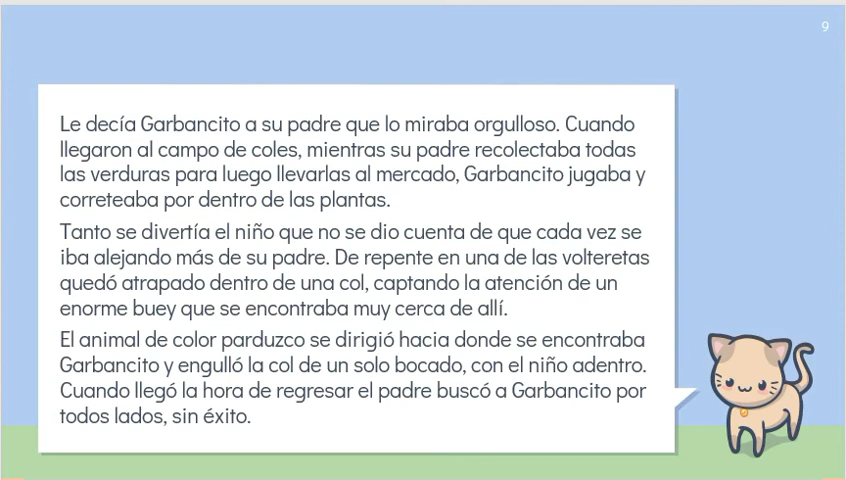 9
Le decía Garbancito a su padre que lo miraba orgulloso. Cuando
llegaron al campo de coles, mientras su padre recolectaba todas
las verduras para luego llevarlas al mercado, Garbancito jugaba y
correteaba por dentro de las plantas.
Tanto se divertía el niño que no se dio cuenta de que cada vez se
iba alejando más de su padre. De repente en una de las volteretas
quedó atrapado dentro de una col, captando la atención de un
enorme buey que se encontraba muy cerca de allí.
El animal de color parduzco se dirigió hacia donde se encontraba
Garbancito y engulló la col de un solo bocado, con el niño adentro.
Cuando llegó la hora de regresar el padre buscó a Garbancito por
todos lados, sin éxito.